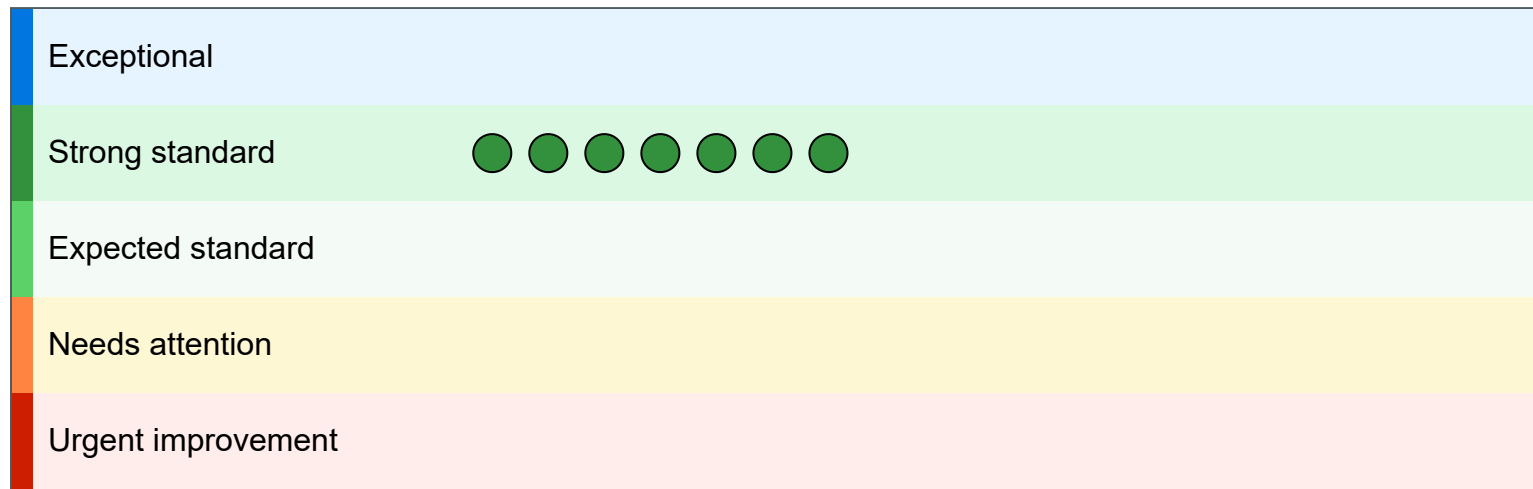 Exceptional
Strong standard
Expected standard
Needs attention
Urgent improvement